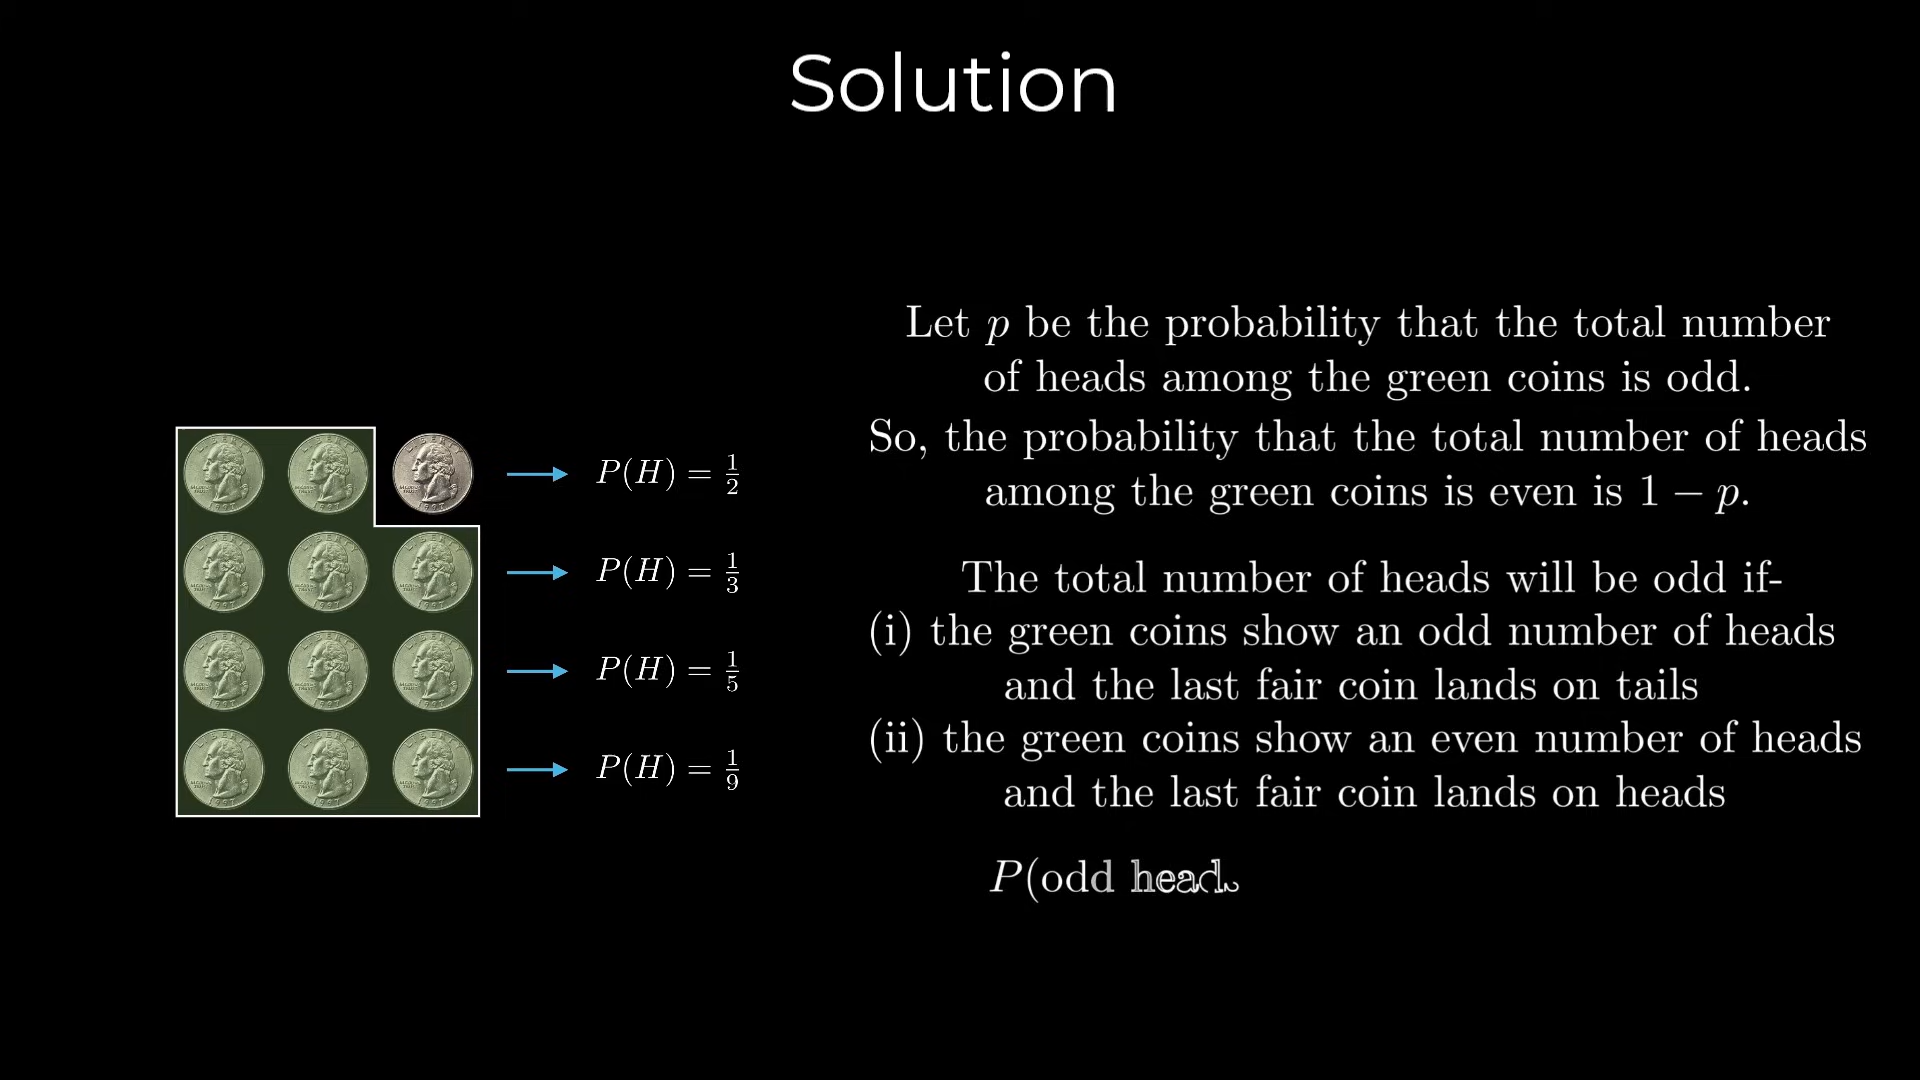 Solution
P(H) = 1/2
P(H) = 1/3
P(H) = 1/5
P(H) = 1/9
Let p be the probability that the total number
of heads among the green coins is odd.
So, the probability that the total number of heads
among the green coins is even is 1 − p.
The total number of heads will be odd if-
(i) the green coins show an odd number of heads
and the last fair coin lands on tails
(ii) the green coins show an even number of heads
and the last fair coin lands on heads
P(odd head